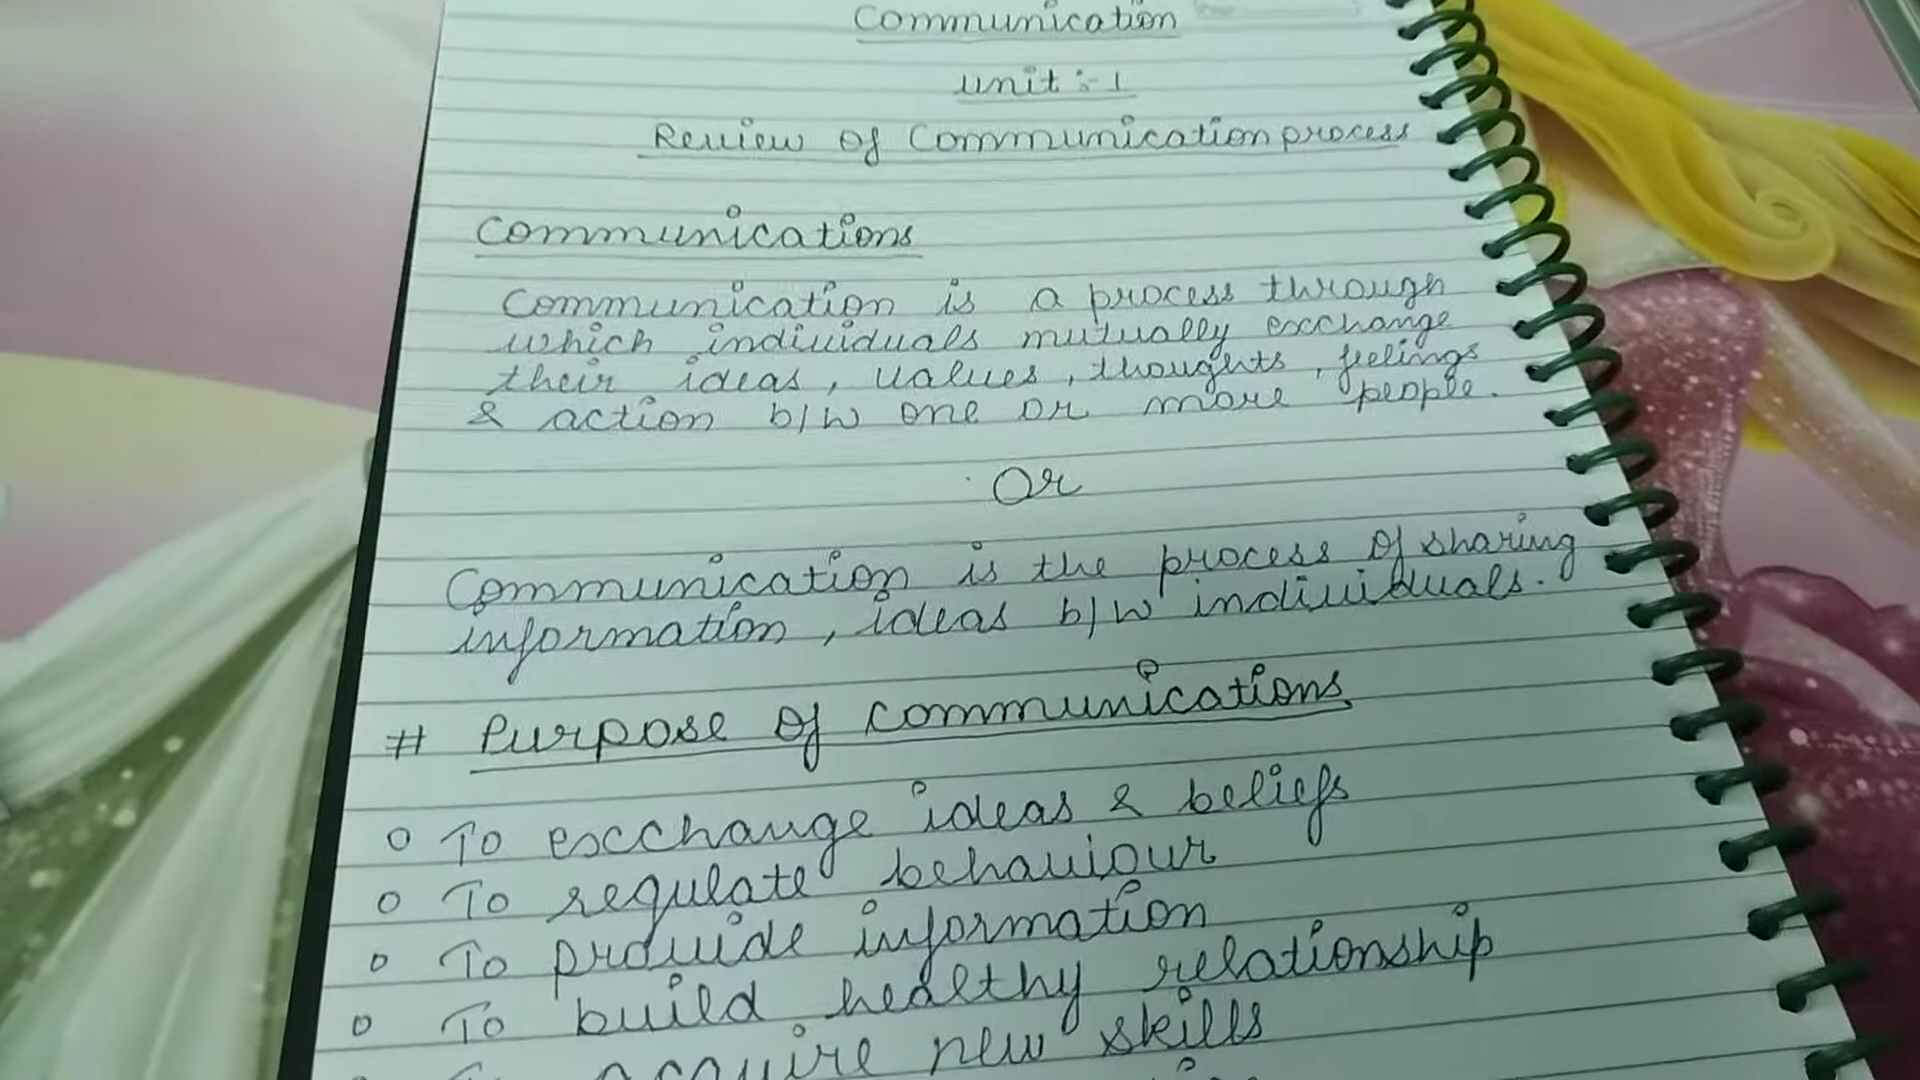 Communication
unit :- 1
Review of Communication process
Communications
Communication is a process through
which individuals mutually exchange
their ideas, values, thoughts, feelings
& action b/w one or more people.
Or
Communication is the process of sharing
information, ideas b/w individuals.
# Purpose of communications
o To exchange ideas & beliefs
o To regulate behaviour
o To provide information
o To build healthy relationship
To acquire new skills